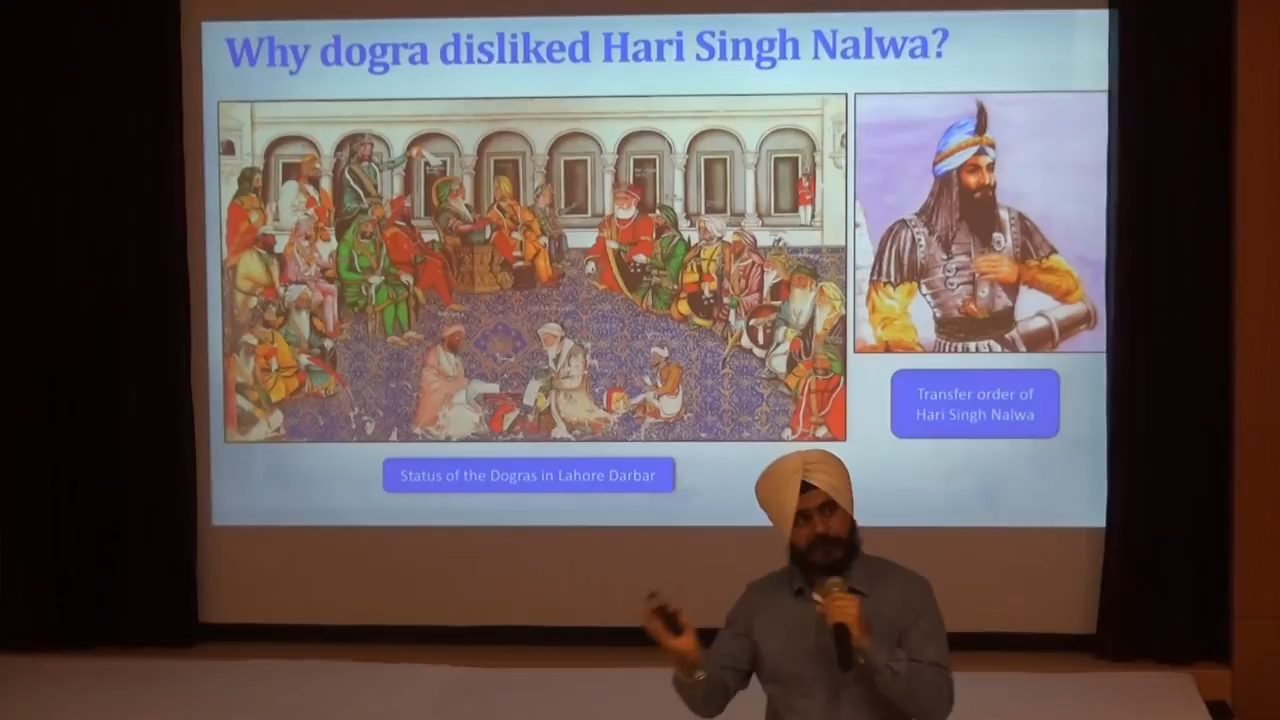 Why dogra disliked Hari Singh Nalwa?
Transfer order of
Hari Singh Nalwa
Status of the Dogras in Lahore Darbar